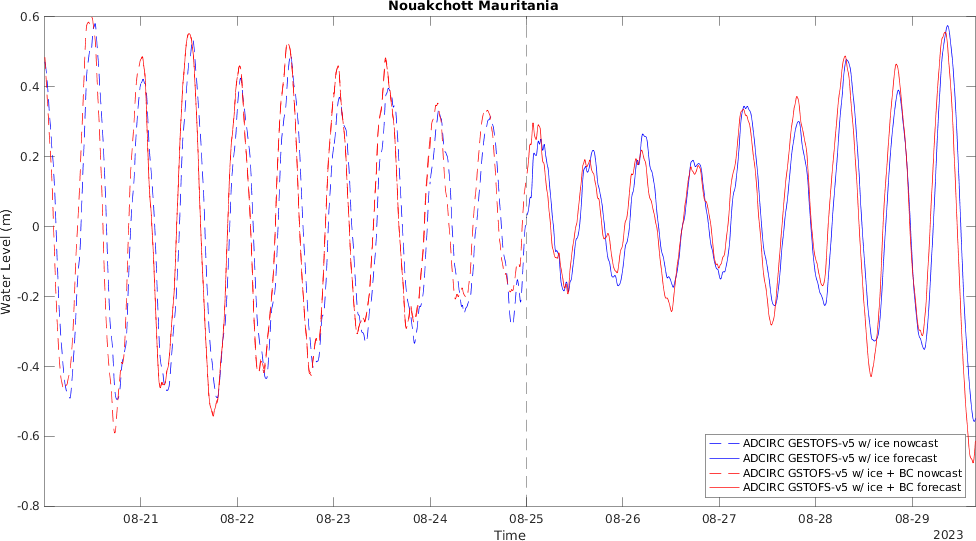 Nouakchott Mauritania
0.6
0.4
0.2
0
-0.2
-0.4
-0.6
-0.8
Water Level (m)
ADCIRC GESTOFS-v5 w/ ice nowcast
ADCIRC GESTOFS-v5 w/ ice forecast
ADCIRC GSTOFS-v5 w/ ice + BC nowcast
ADCIRC GSTOFS-v5 w/ ice + BC forecast
08-21 08-22 08-23 08-24 08-25 08-26 08-27 08-28 08-29
Time
2023